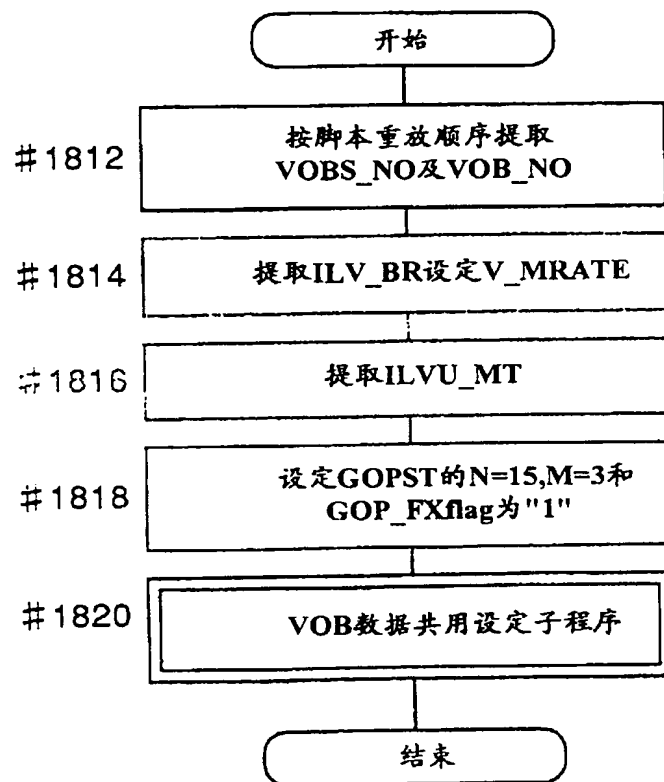 开始
#1812
按脚本重放顺序提取
VOBS_NO及VOB_NO
#1814
提取ILV_BR设定V_MRATE
#1816
提取ILVU_MT
#1818
设定GOPST的N=15,M=3和
GOP_FXflag为"1"
#1820
VOB数据共用设定子程序
结束